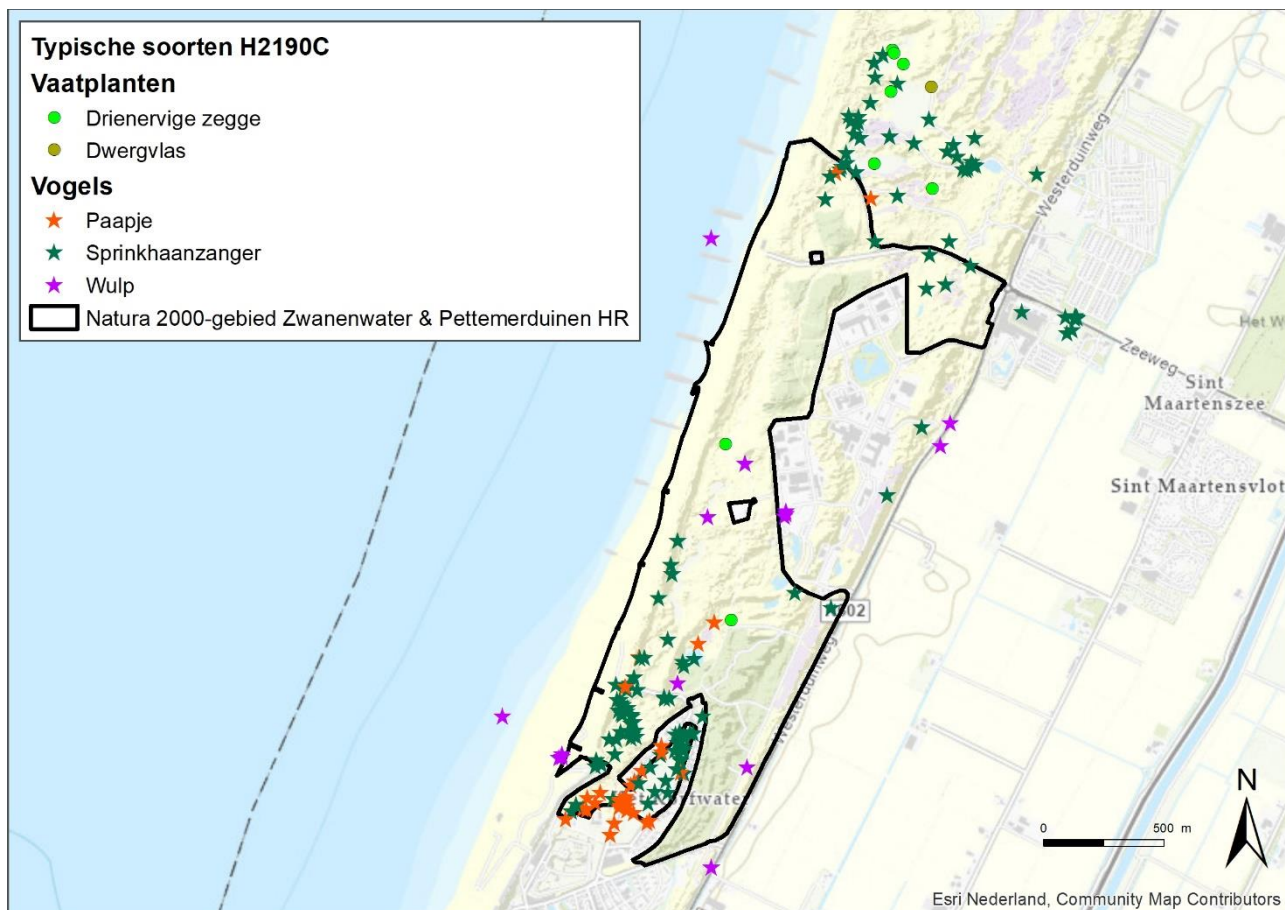 Typische soorten H2190C
Vaatplanten
Drienervige zegge
Dwergvlas
Vogels
Paapje
Sprinkhaanzanger
Wulp
Natura 2000-gebied Zwanenwater & Pettemerduinen HR
Westerduinweg
Het W
Zeeweg
Sint
Maartenszee
Sint Maartensvlot
Westerduinweg
N
0 500 m
Esri Nederland, Community Map Contributors